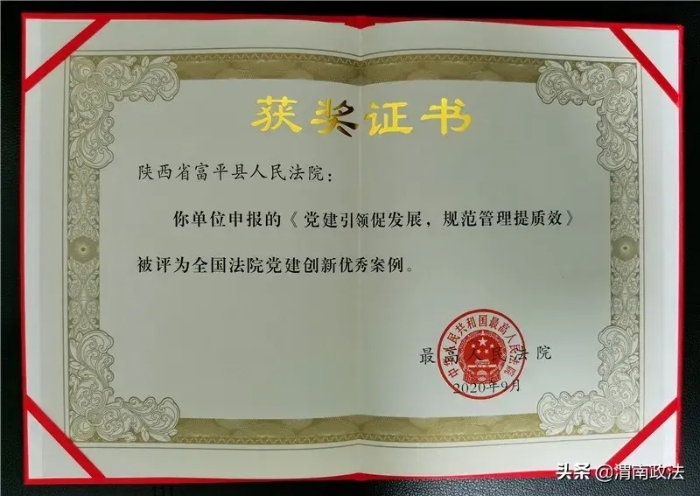 获奖证书
陕西省富平县人民法院：
你单位申报的《党建引领促发展，规范管理提质效》
被评为全国法院党建创新优秀案例。
中华人民共和国最高人民法院
最高人民法院
2020年9月
头条@渭南政法